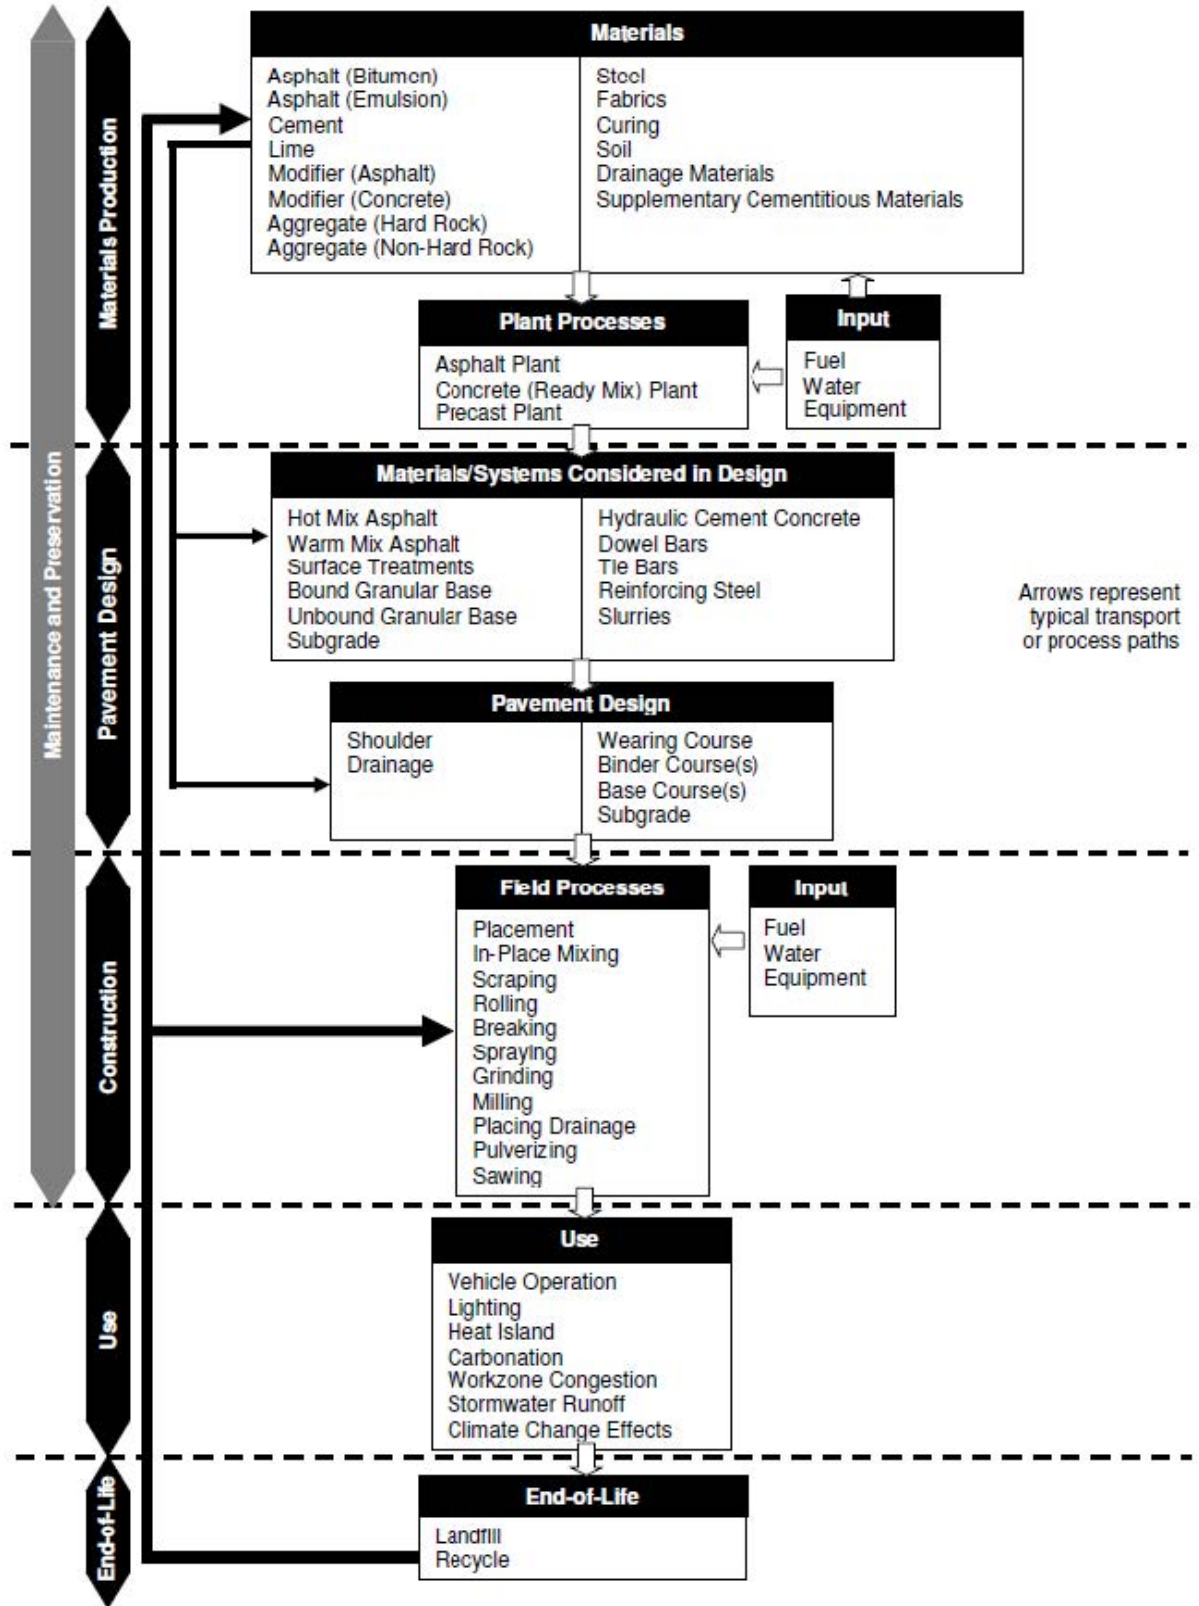 Maintenance and Preservation
Materials Production
Materials
Asphalt (Bitumen)
Asphalt (Emulsion)
Cement
Lime
Modifier (Asphalt)
Modifier (Concrete)
Aggregate (Hard Rock)
Aggregate (Non-Hard Rock)
Steel
Fabrics
Curing
Soil
Drainage Materials
Supplementary Cementitious Materials
Plant Processes
Asphalt Plant
Concrete (Ready Mix) Plant
Precast Plant
Input
Fuel
Water
Equipment
Pavement Design
Materials/Systems Considered in Design
Hot Mix Asphalt
Warm Mix Asphalt
Surface Treatments
Bound Granular Base
Unbound Granular Base
Subgrade
Hydraulic Cement Concrete
Dowel Bars
Tie Bars
Reinforcing Steel
Slurries
Arrows represent
typical transport
or process paths
Pavement Design
Shoulder
Drainage
Wearing Course
Binder Course(s)
Base Course(s)
Subgrade
Construction
Field Processes
Placement
In-Place Mixing
Scraping
Rolling
Breaking
Spraying
Grinding
Milling
Placing Drainage
Pulverizing
Sawing
Input
Fuel
Water
Equipment
Use
Use
Vehicle Operation
Lighting
Heat Island
Carbonation
Workzone Congestion
Stormwater Runoff
Climate Change Effects
End-of-Life
End-of-Life
Landfill
Recycle